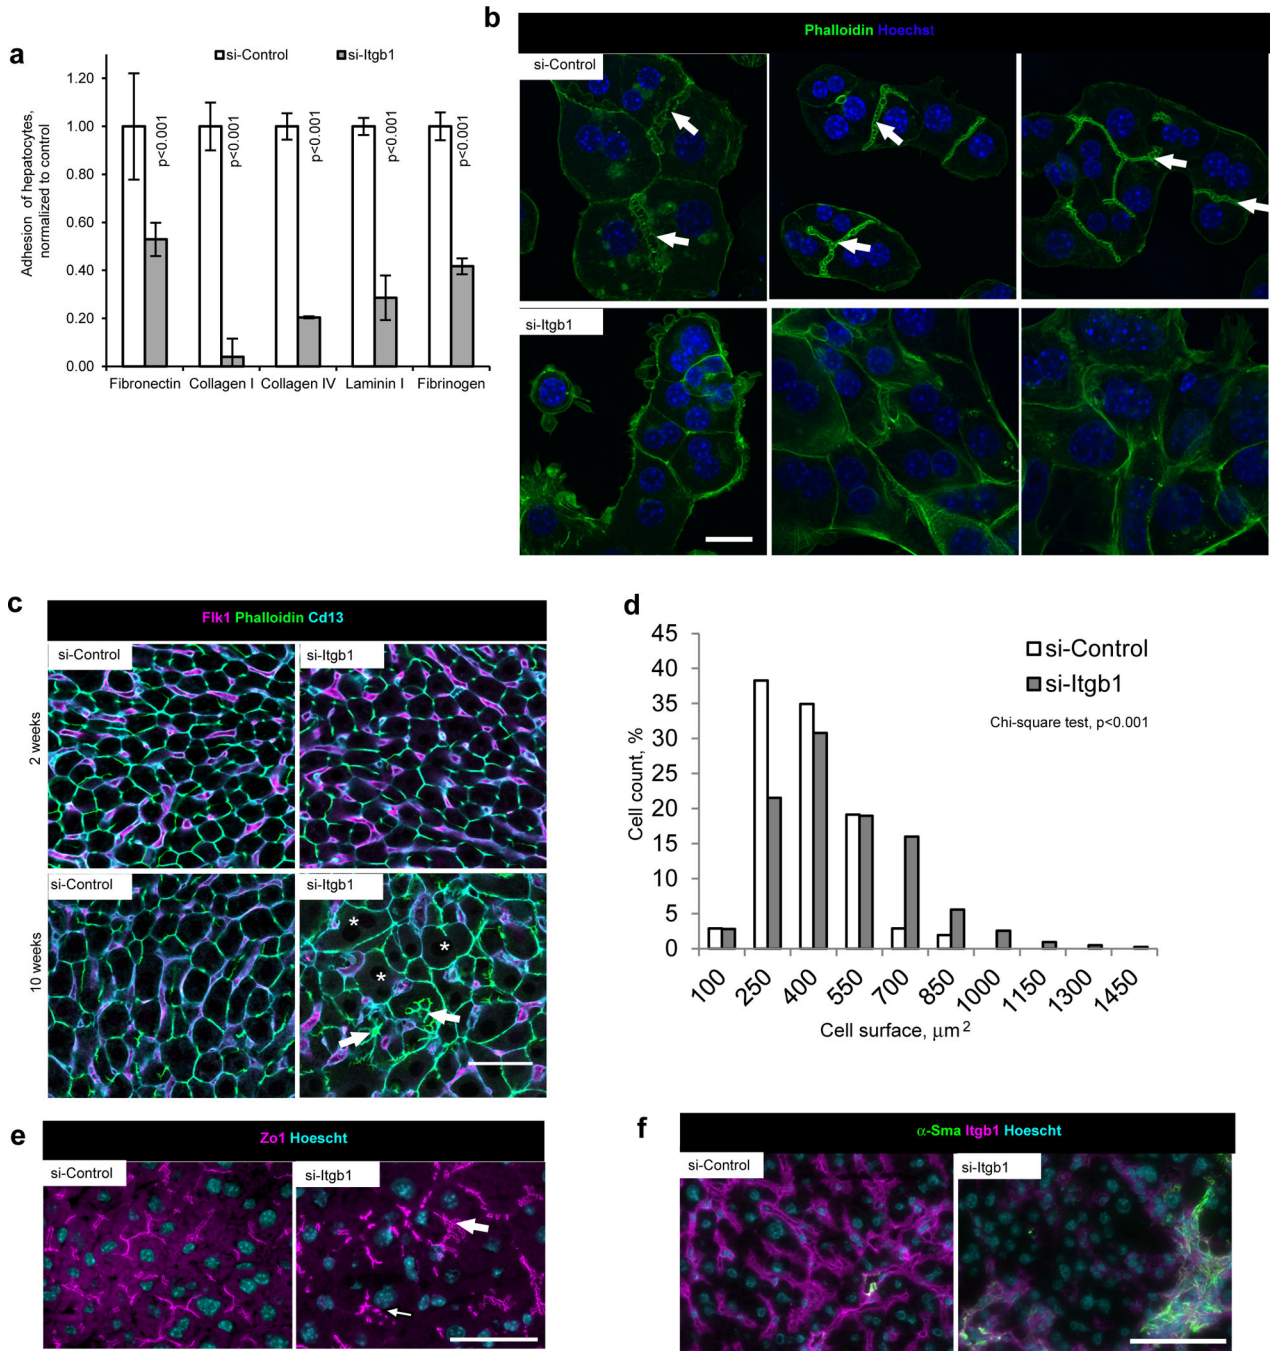 a
si-Control si-Itgb1
Adhesion of hepatocytes,
normalized to control
1.20
1.00
0.80
0.60
0.40
0.20
0.00
p<0.001
p<0.001
p<0.001
p<0.001
p<0.001
Fibronectin Collagen I Collagen IV Laminin I Fibrinogen
b
Phalloidin Hoechst
si-Control
si-Itgb1
c
Flk1 Phalloidin Cd13
2 weeks
si-Control
si-Itgb1
10 weeks
si-Control
si-Itgb1
*
*
*
d
Cell count, %
45
40
35
30
25
20
15
10
5
0
si-Control
si-Itgb1
Chi-square test, p<0.001
100 250 400 550 700 850 1000 1150 1300 1450
Cell surface, μm²
e
Zo1 Hoescht
si-Control
si-Itgb1
f
α-Sma Itgb1 Hoescht
si-Control
si-Itgb1